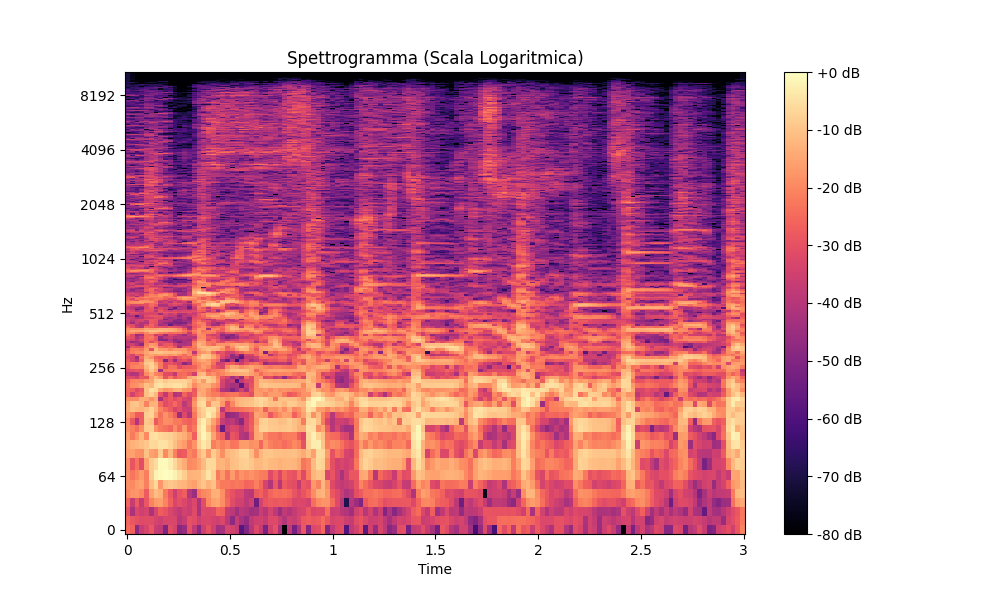 Spettrogramma (Scala Logaritmica)
8192
4096
2048
1024
512
256
128
64
0
Hz
0
0.5
1
1.5
2
2.5
3
Time
+0 dB
-10 dB
-20 dB
-30 dB
-40 dB
-50 dB
-60 dB
-70 dB
-80 dB